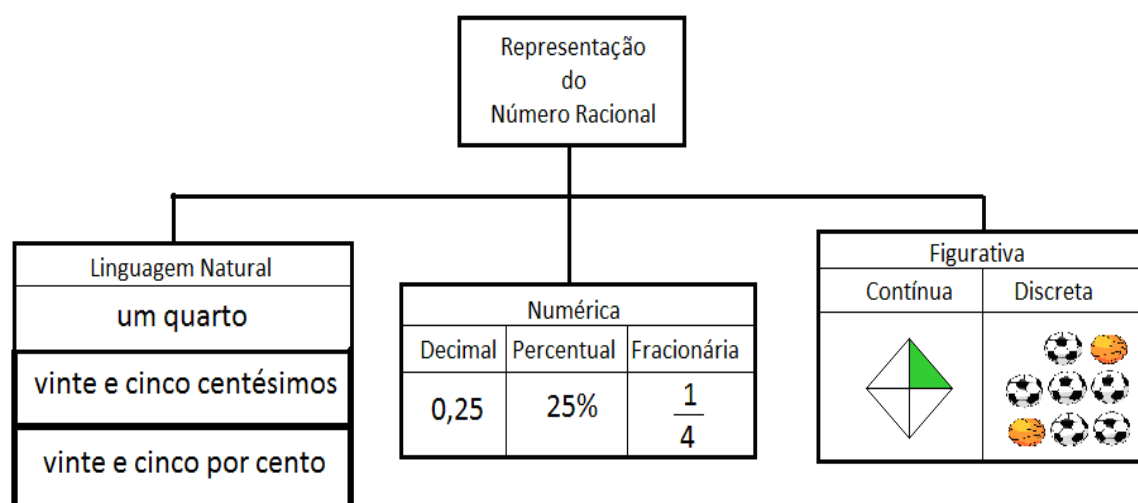 Representação
do
Número Racional
Linguagem Natural
um quarto
vinte e cinco centésimos
vinte e cinco por cento
Numérica
Decimal Percentual Fracionária
0,25 25% 1/4
Figurativa
Contínua Discreta